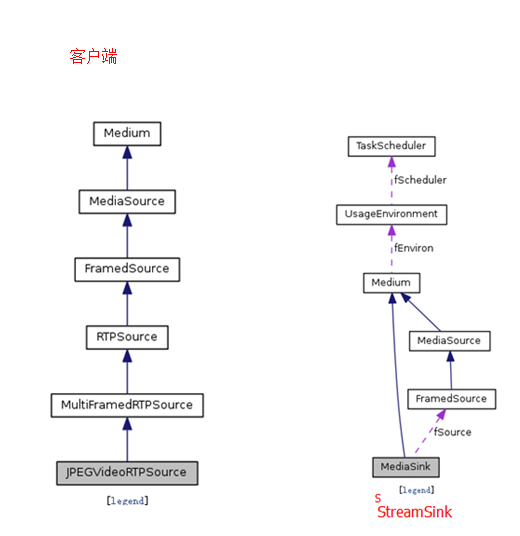 客户端
Medium
MediaSource
FramedSource
RTPSource
MultiFramedRTPSource
JPEGVideoRTPSource
[legend]
TaskScheduler
fScheduler
UsageEnvironment
fEnviron
Medium
MediaSource
FramedSource
fSource
MediaSink
[legend]
s
StreamSink